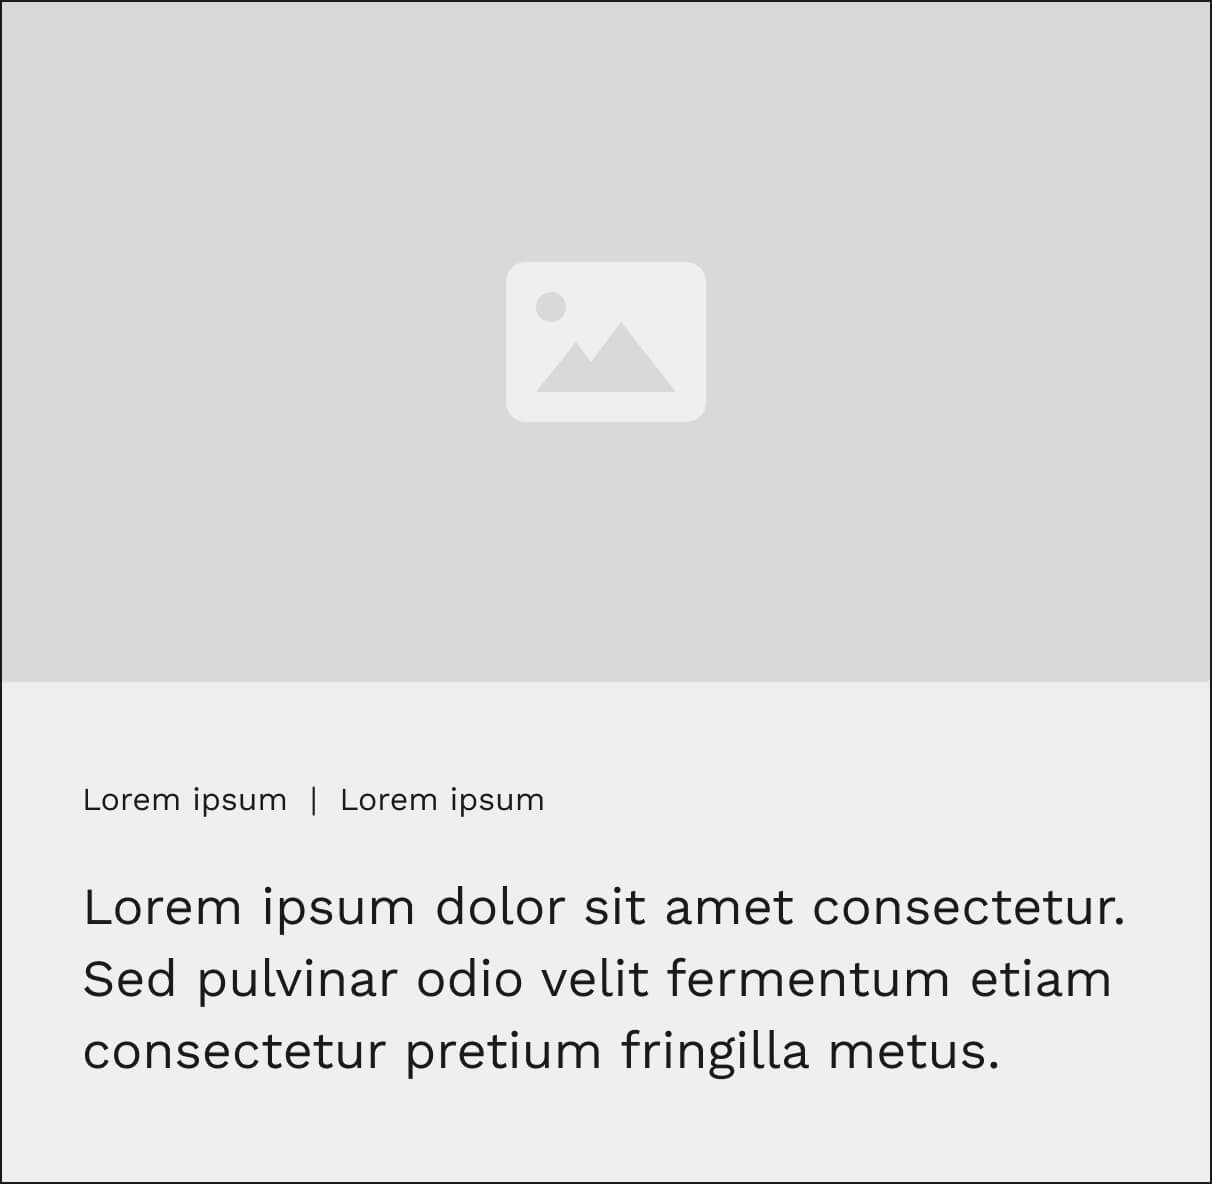 Lorem ipsum | Lorem ipsum
Lorem ipsum dolor sit amet consectetur.
Sed pulvinar odio velit fermentum etiam
consectetur pretium fringilla metus.